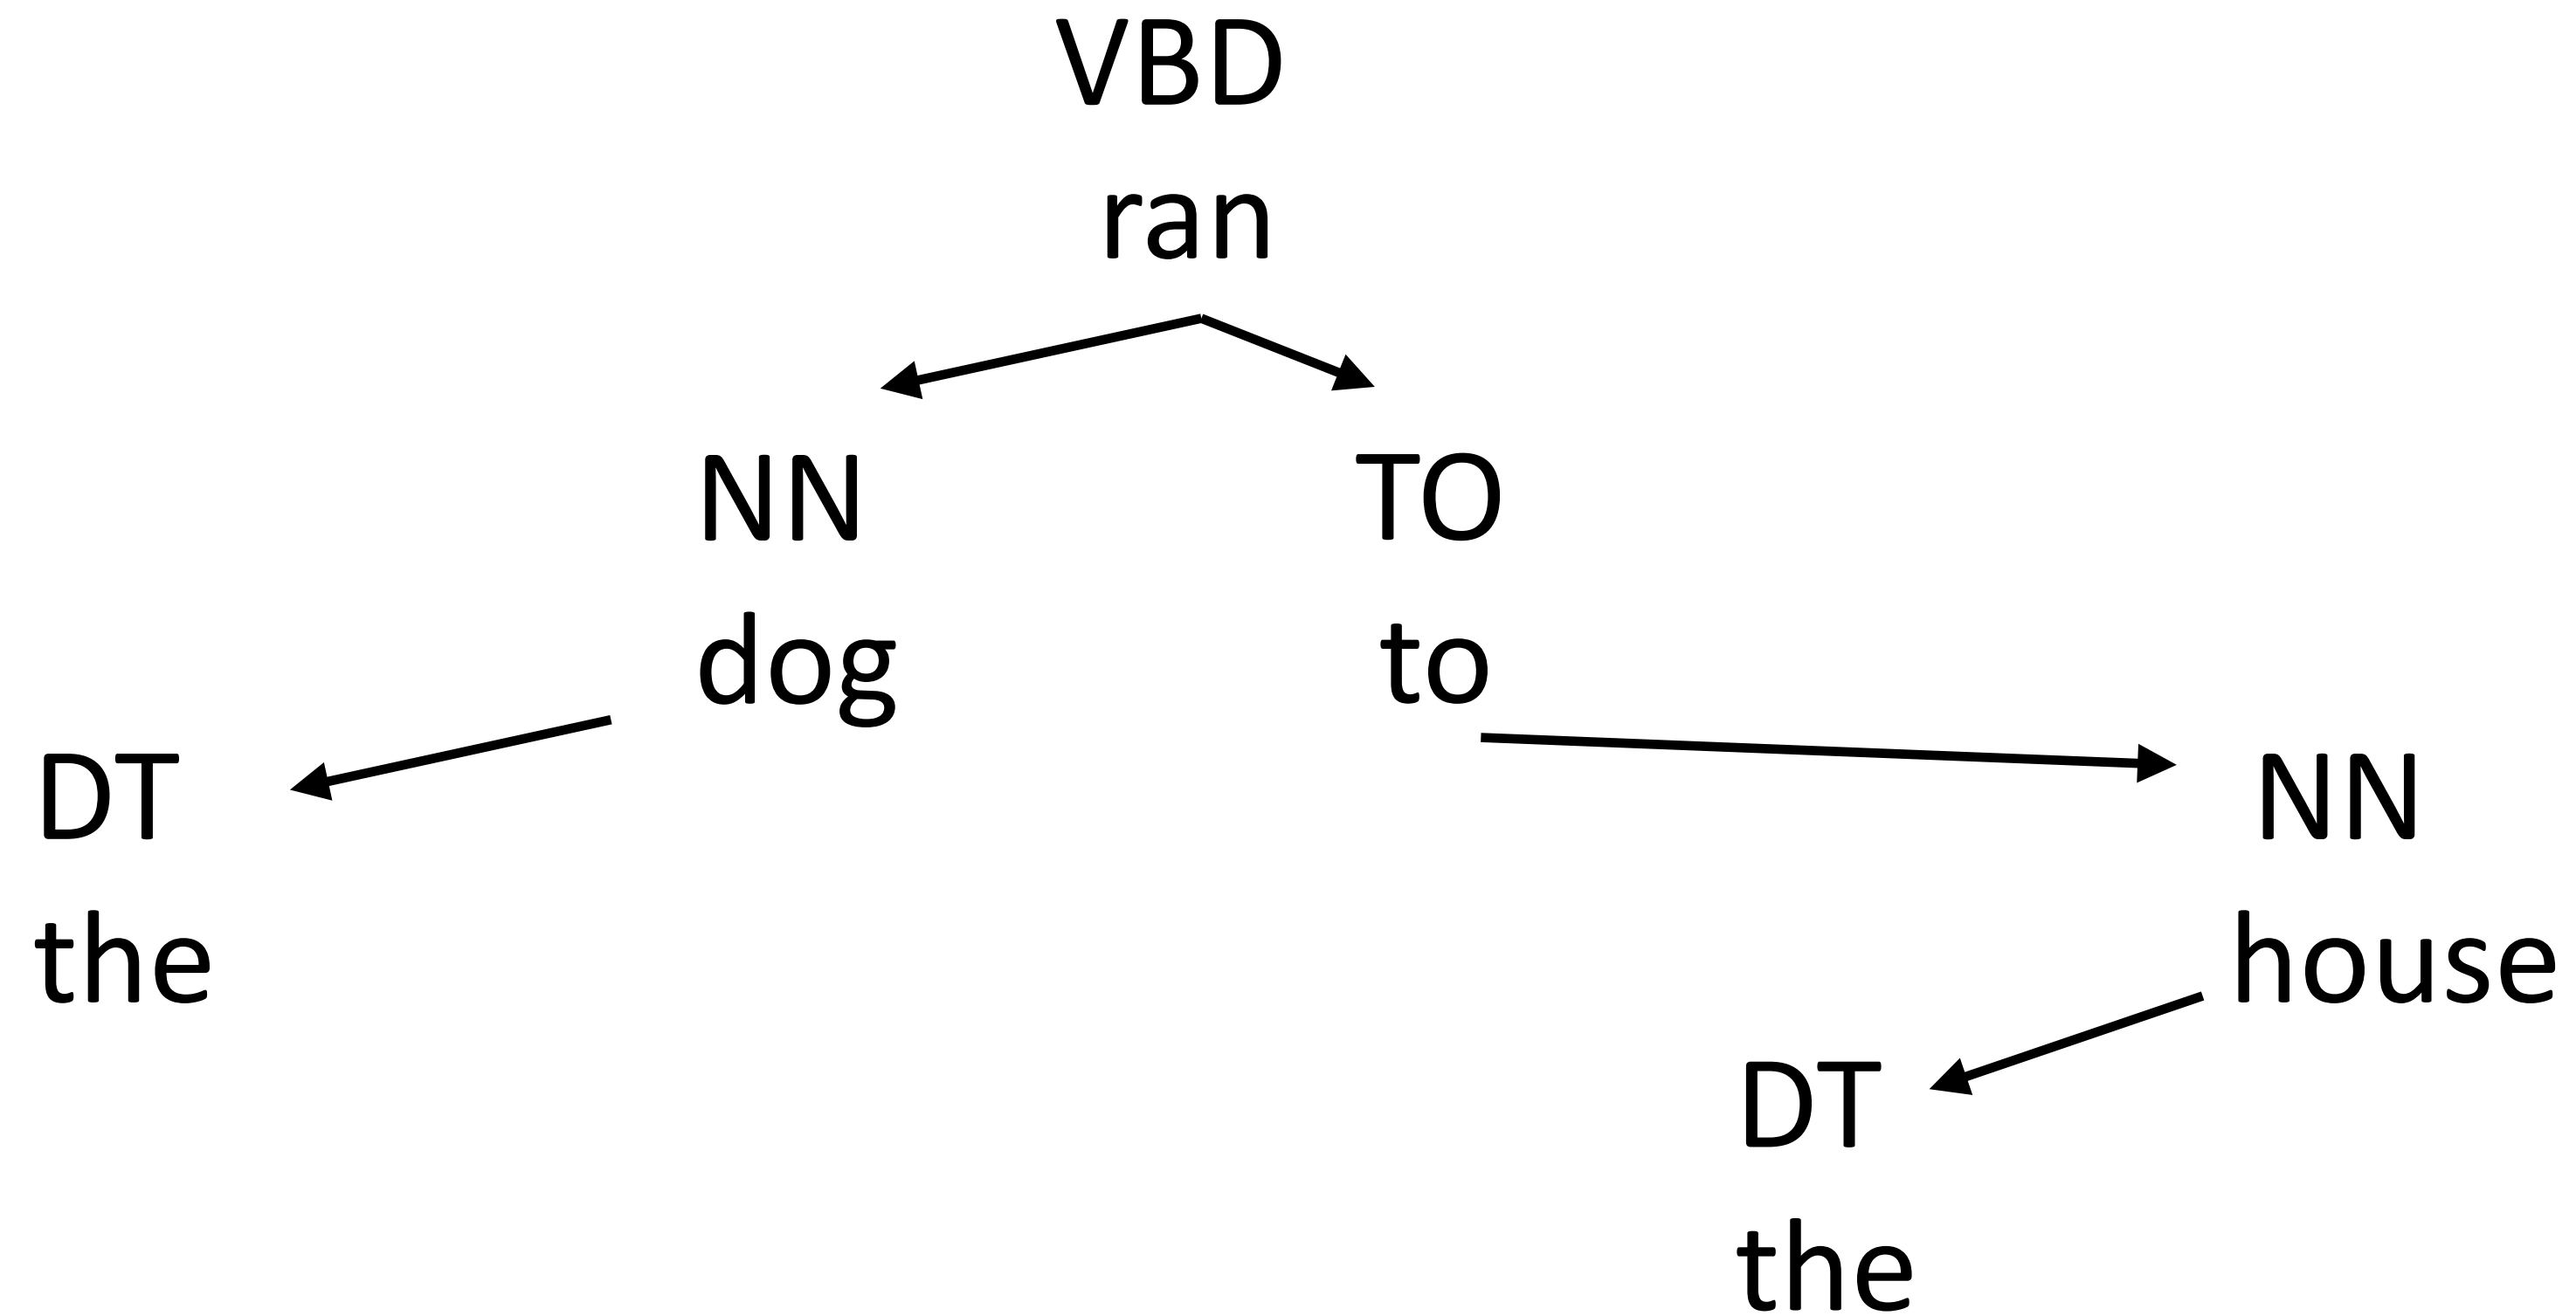 VBD
ran
NN TO
dog to
DT NN
the house
DT
the